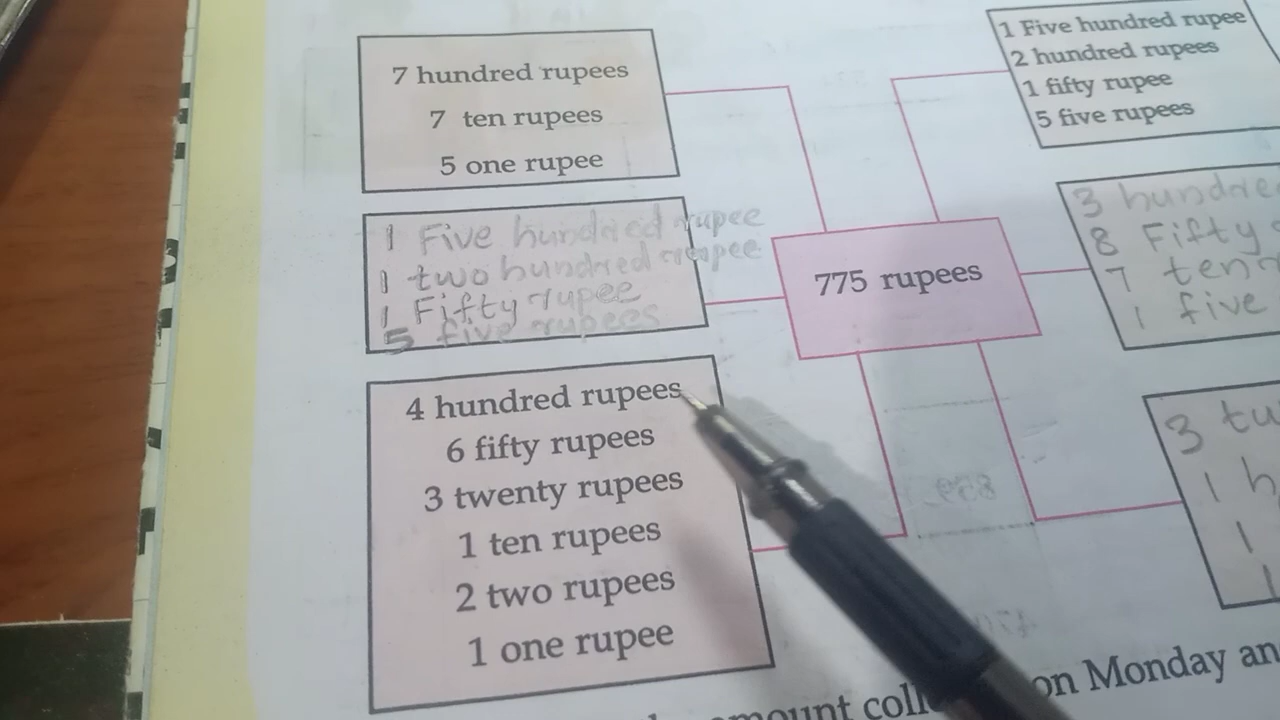 7 hundred rupees
7 ten rupees
5 one rupee
1 Five hundred rupee
1 two hundred rupee
1 Fifty rupee
5 five rupees
4 hundred rupees
6 fifty rupees
3 twenty rupees
1 ten rupees
2 two rupees
1 one rupee
775 rupees
1 Five hundred rupee
2 hundred rupees
1 fifty rupee
5 five rupees
3
8 Fifty
7 ten
1 five
3
1
1
1
on Monday